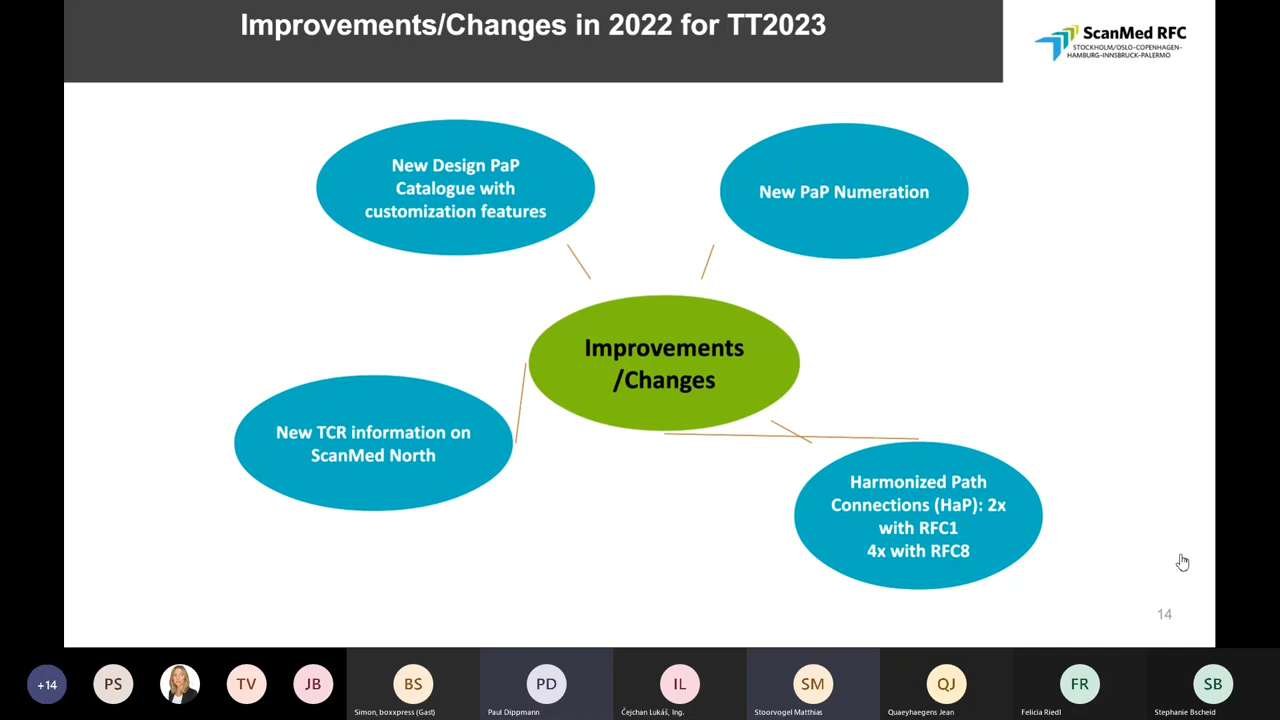 Improvements/Changes in 2022 for TT2023
ScanMed RFC
STOCKHOLM/OSLO-COPENHAGEN-
HAMBURG-INNSBRUCK-PALERMO
New Design PaP
Catalogue with
customization features
New PaP Numeration
Improvements
/Changes
New TCR information on
ScanMed North
Harmonized Path
Connections (HaP): 2x
with RFC1
4x with RFC8
14
+14
PS
TV
JB
BS
PD
IL
SM
QJ
FR
SB
Simon, boxxpress (Gast)
Paul Dippmann
Čejchan Lukáš, Ing.
Stoorvogel Matthias
Quaeyhaegens Jean
Felicia Riedl
Stephanie Bscheid